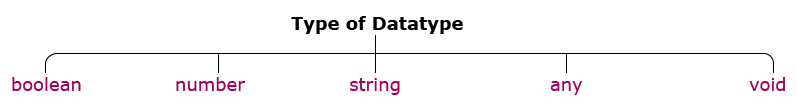 Type of Datatype
boolean number string any void